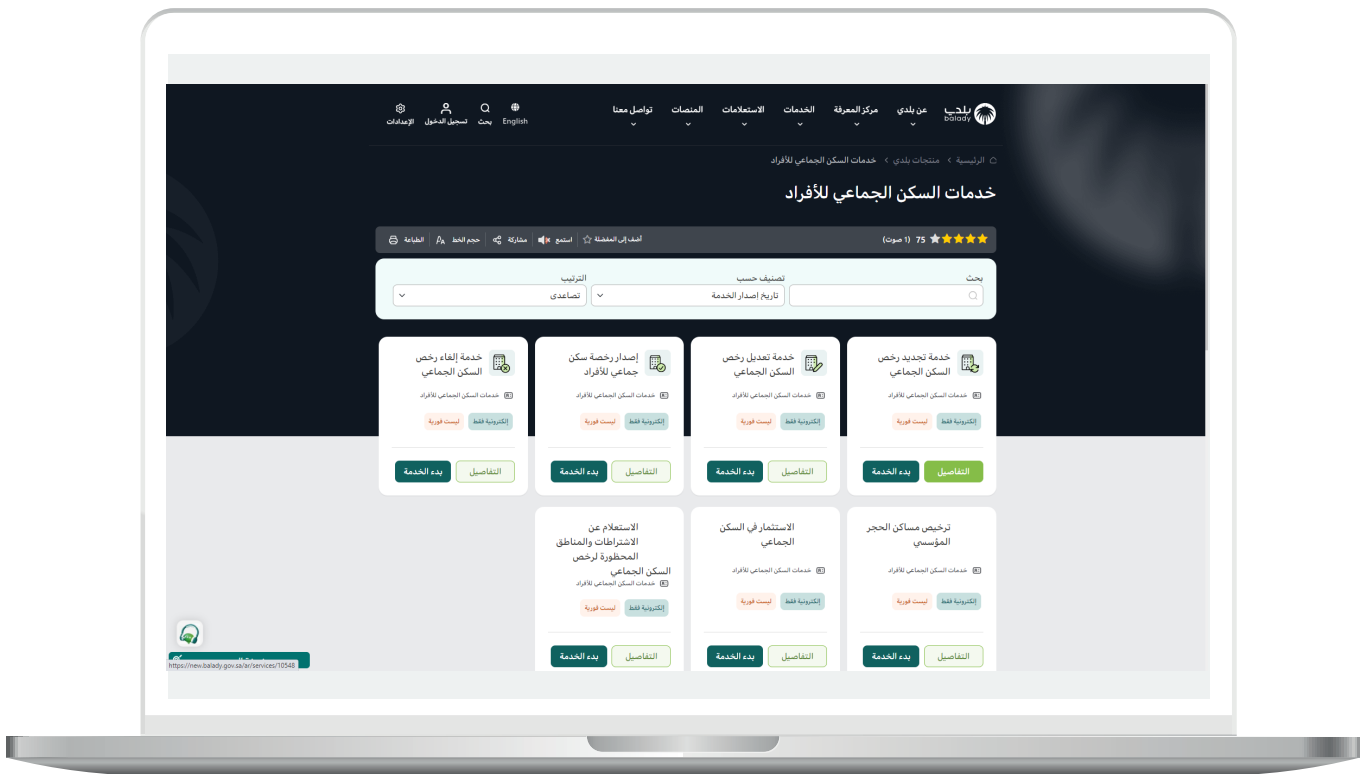 بلدي
balady
عن بلدي
مركز المعرفة
الخدمات
الاستعلامات
المنصات
تواصل معنا
English
بحث
تسجيل الدخول
الإعدادات
الرئيسية > منتجات بلدي > خدمات السكن الجماعي للأفراد
خدمات السكن الجماعي للأفراد
75 (1 صوت)
أضف إلى المفضلة
استمع
مشاركة
حجم الخط
الطباعة
بحث
تصنيف حسب
الترتيب
تاريخ إصدار الخدمة
تصاعدى
خدمة تجديد رخص
السكن الجماعي
خدمات السكن الجماعي للأفراد
إلكترونية فقط
ليست فورية
التفاصيل
بدء الخدمة
خدمة تعديل رخص
السكن الجماعي
خدمات السكن الجماعي للأفراد
إلكترونية فقط
ليست فورية
التفاصيل
بدء الخدمة
إصدار رخصة سكن
جماعي للأفراد
خدمات السكن الجماعي للأفراد
إلكترونية فقط
ليست فورية
التفاصيل
بدء الخدمة
خدمة إلغاء رخص
السكن الجماعي
خدمات السكن الجماعي للأفراد
إلكترونية فقط
ليست فورية
التفاصيل
بدء الخدمة
ترخيص مساكن الحجر
المؤسسي
خدمات السكن الجماعي للأفراد
إلكترونية فقط
ليست فورية
التفاصيل
بدء الخدمة
الاستثمار في السكن
الجماعي
خدمات السكن الجماعي للأفراد
إلكترونية فقط
ليست فورية
التفاصيل
بدء الخدمة
الاستعلام عن
الاشتراطات والمناطق
المحظورة لرخص
السكن الجماعي
خدمات السكن الجماعي للأفراد
إلكترونية فقط
ليست فورية
التفاصيل
بدء الخدمة
https://new.balady.gov.sa/ar/services/10548